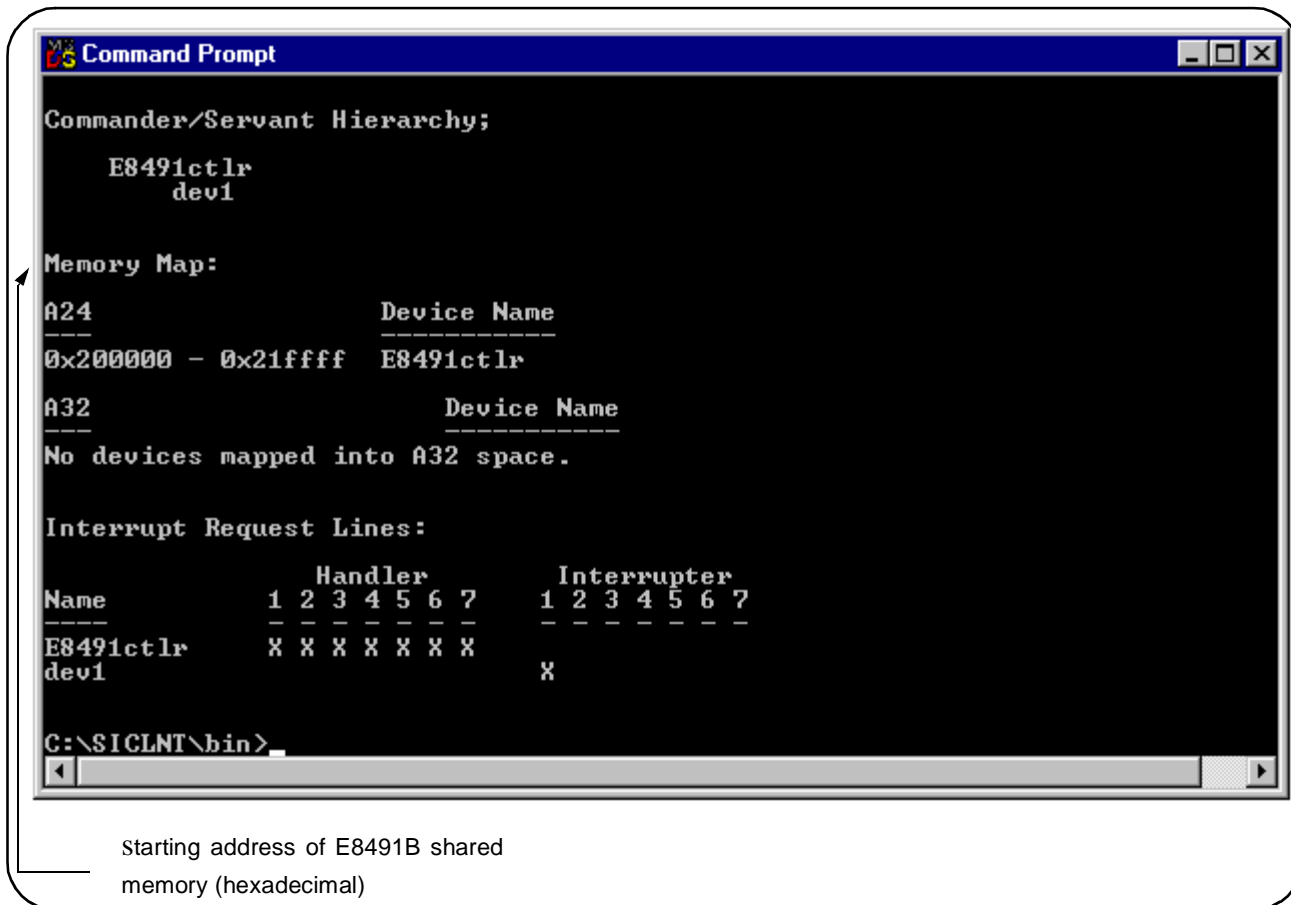 Command Prompt
Commander/Servant Hierarchy;
E8491ctlr
dev1
Memory Map:
A24 Device Name
--- -----------
0x200000 - 0x21ffff E8491ctlr
A32 Device Name
--- -----------
No devices mapped into A32 space.
Interrupt Request Lines:
Handler Interrupter
Name 1 2 3 4 5 6 7 1 2 3 4 5 6 7
---- - - - - - - - - - - - - - -
E8491ctlr X X X X X X X
dev1 X
C:\SICLNT\bin>_
Starting address of E8491B shared
memory (hexadecimal)